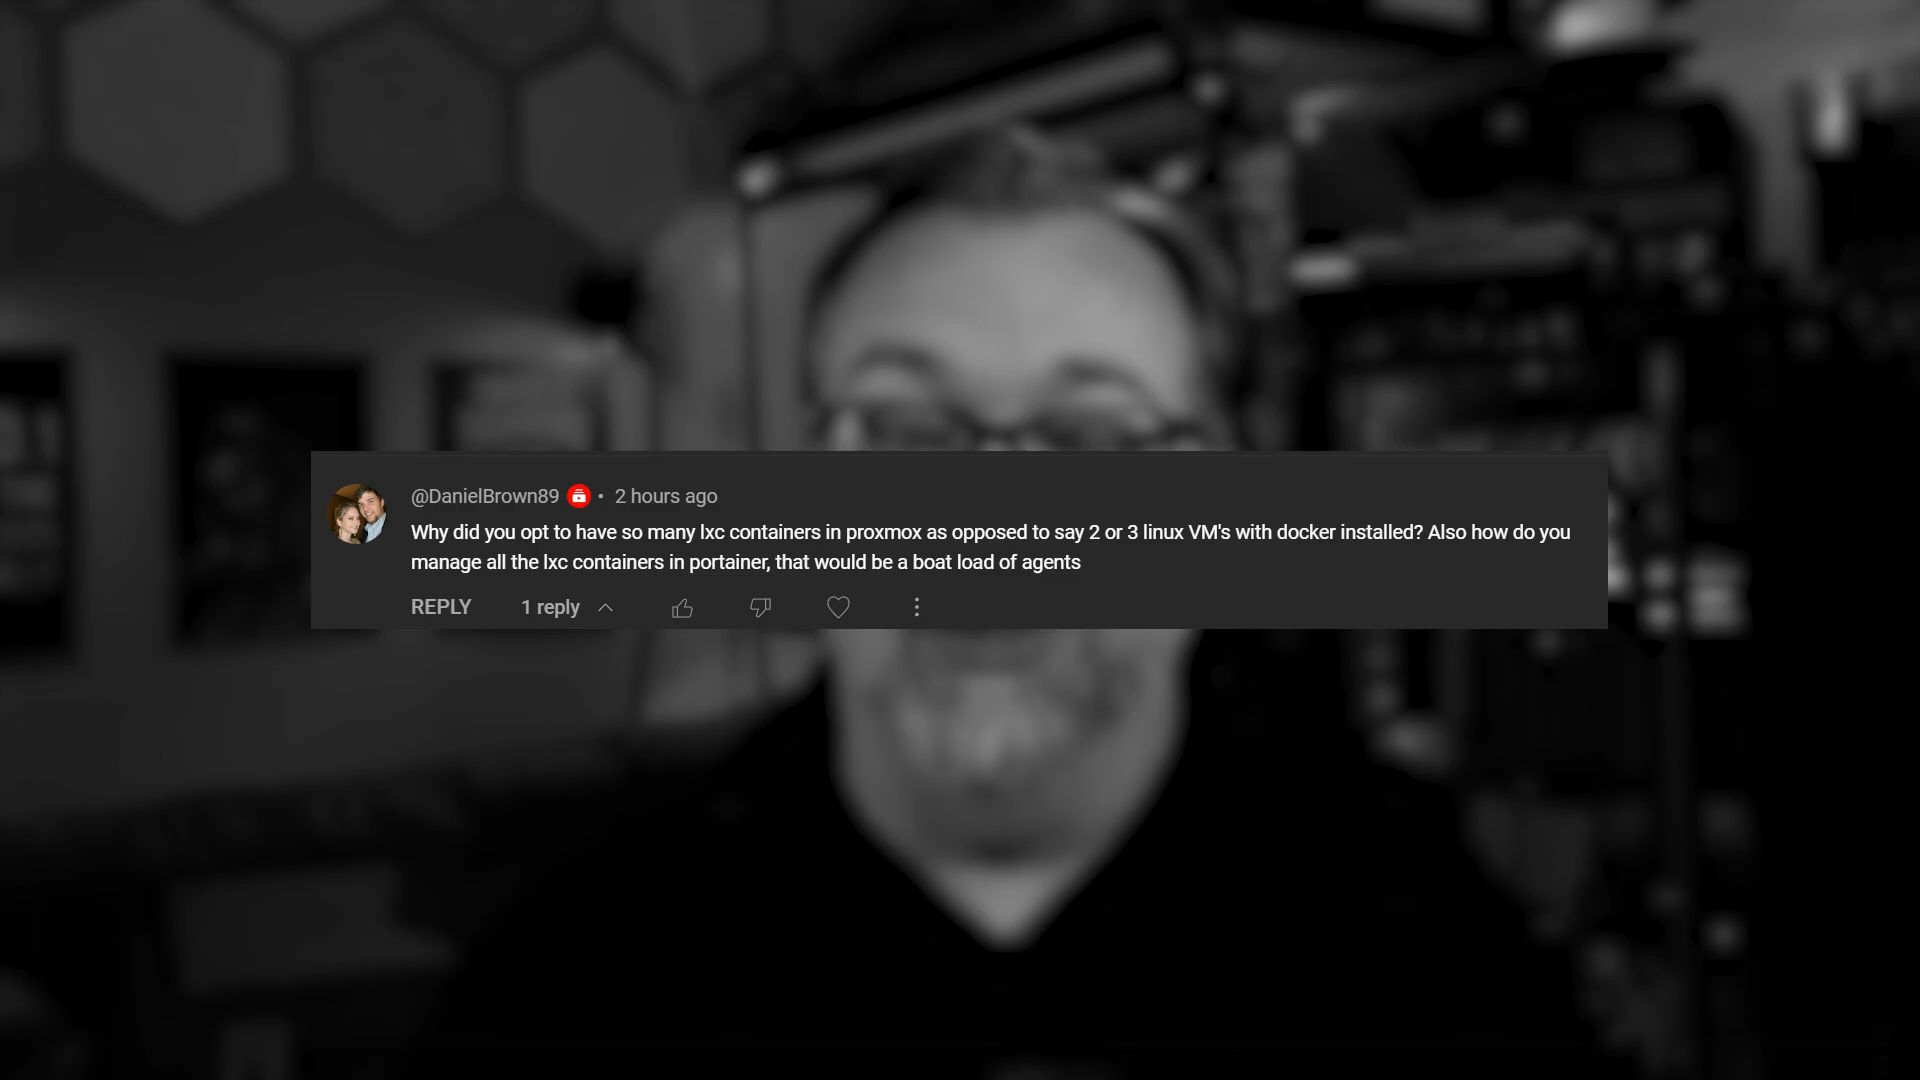 @DanielBrown89 • 2 hours ago
Why did you opt to have so many lxc containers in proxmox as opposed to say 2 or 3 linux VM's with docker installed? Also how do you
manage all the lxc containers in portainer, that would be a boat load of agents
REPLY 1 reply